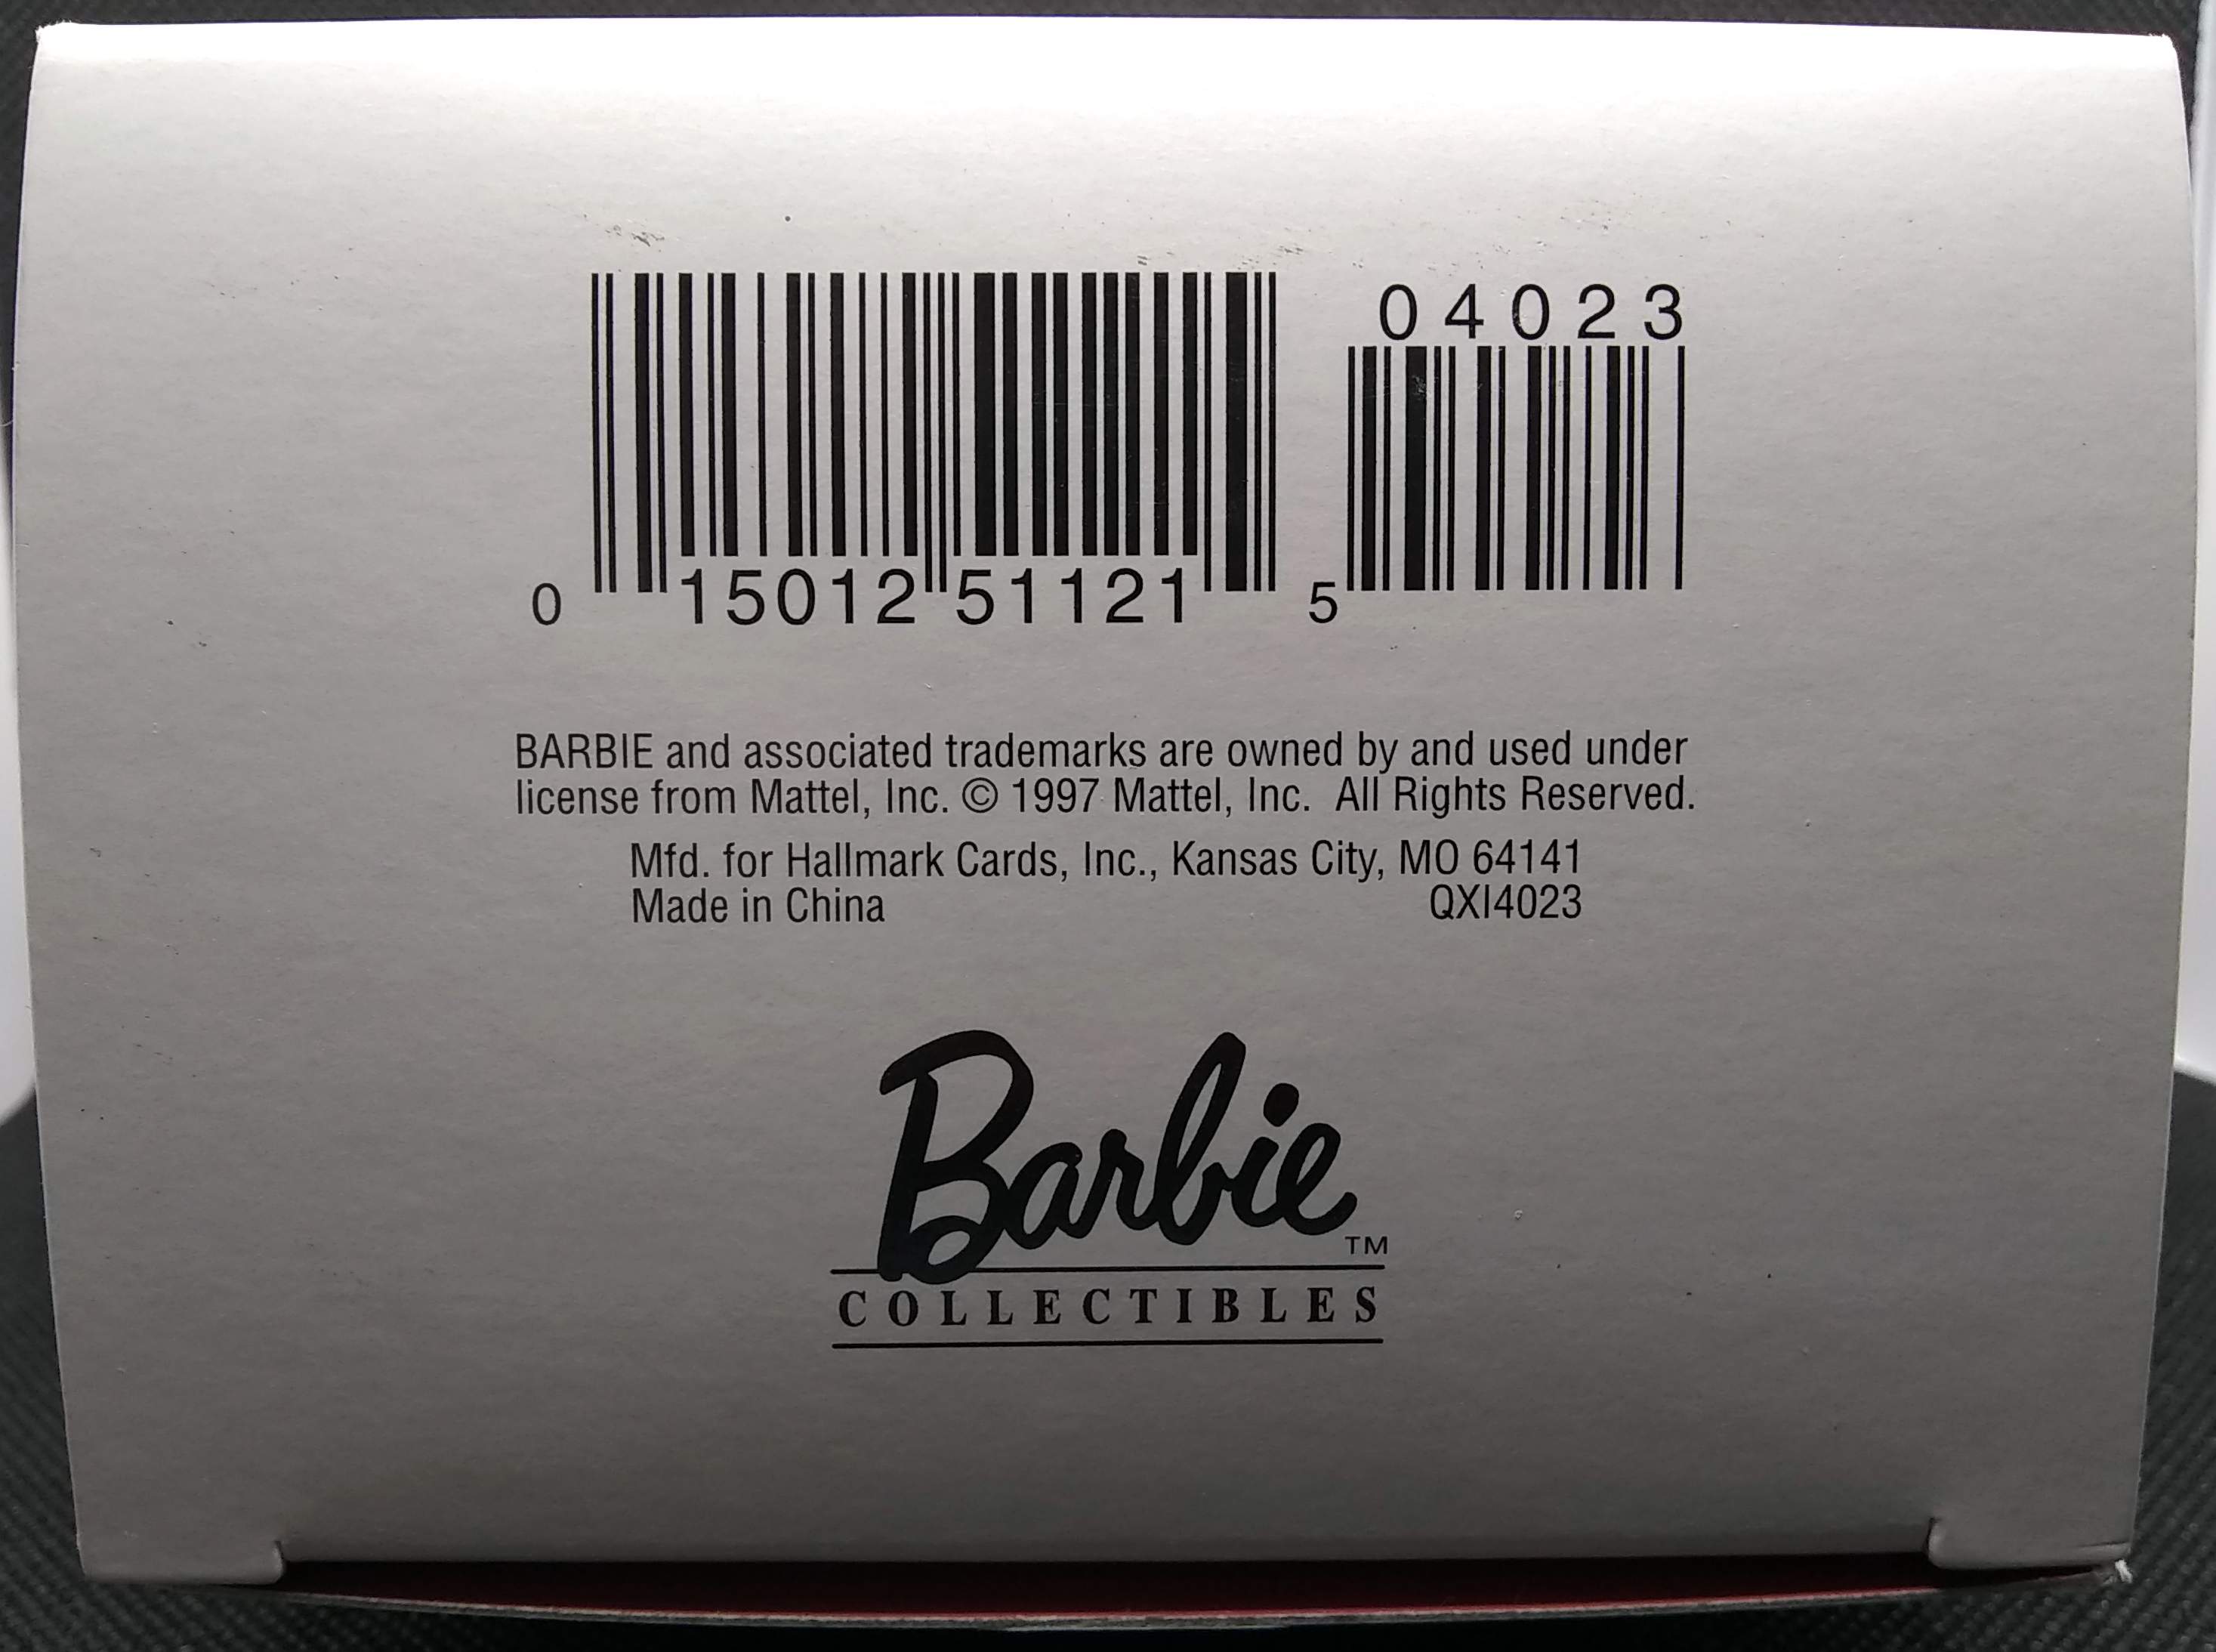 04023
0 15012 51121 5
BARBIE and associated trademarks are owned by and used under
license from Mattel, Inc. © 1997 Mattel, Inc. All Rights Reserved.
Mfd. for Hallmark Cards, Inc., Kansas City, MO 64141
Made in China QXI4023
Barbie TM
COLLECTIBLES